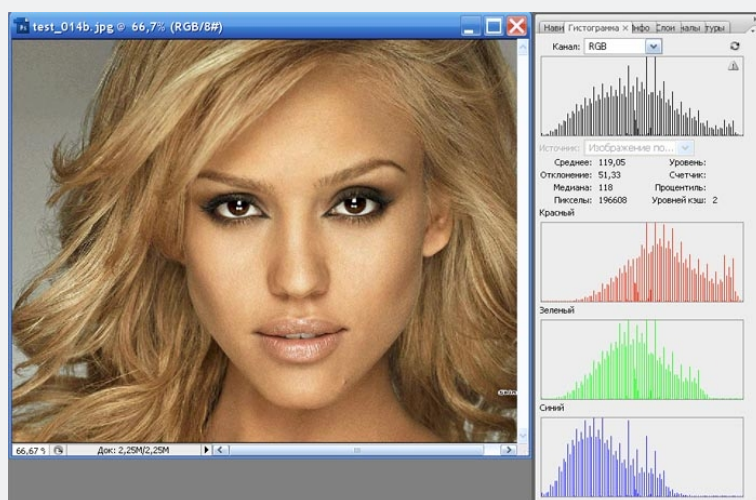 test_014b.jpg @ 66,7% (RGB/8#)
Гистограмма × Инфо Слои
Канал: RGB
Источник: Изображение по...
Среднее: 119,05 Уровень:
Отклонение: 51,33 Счетчик:
Медиана: 118 Процентиль:
Пикселы: 196608 Уровней кэш: 2
Красный
Зеленый
Синий
66,67 % Док: 2,25M/2,25M